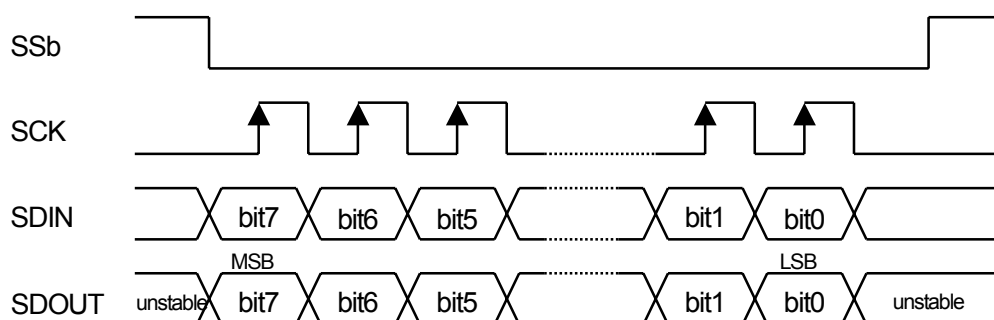 SSb
SCK
SDIN bit7 bit6 bit5 bit1 bit0
MSB LSB
SDOUT unstable bit7 bit6 bit5 bit1 bit0 unstable